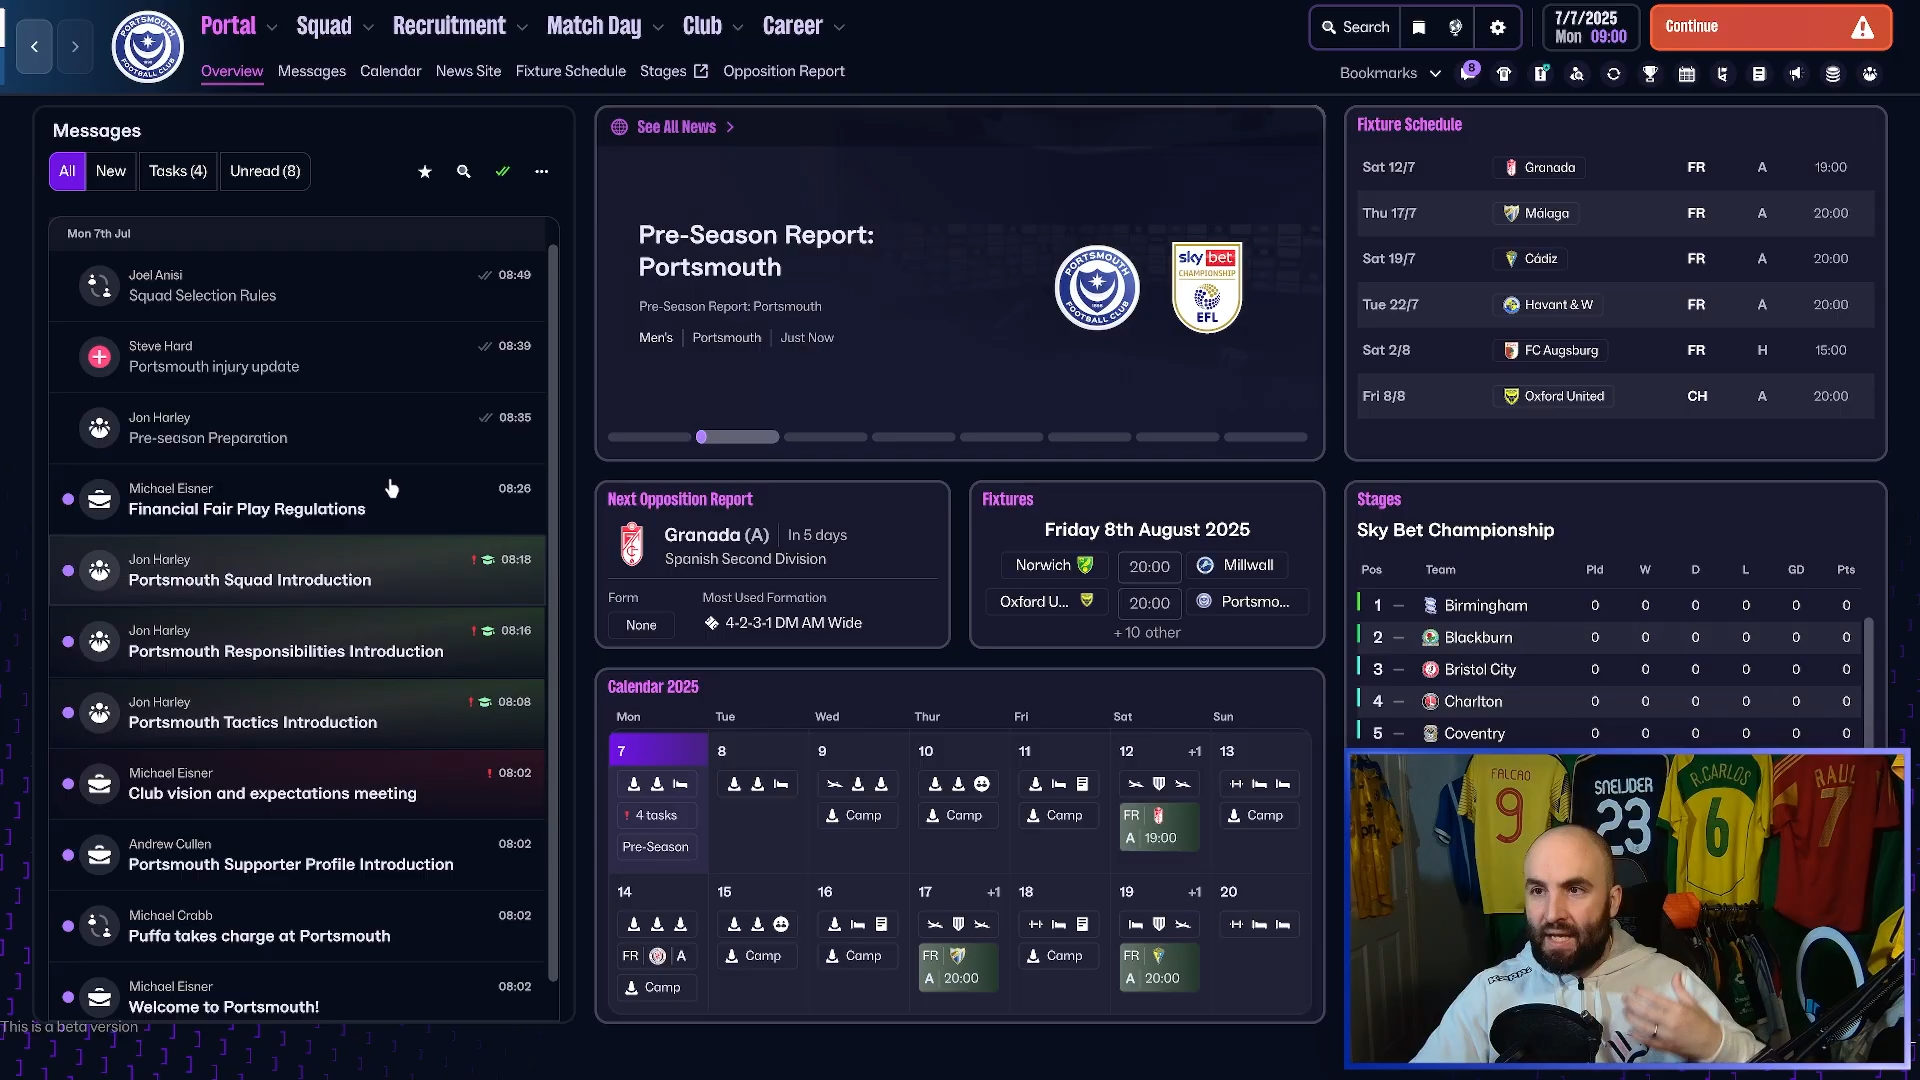 Portal
Squad
Recruitment
Match Day
Club
Career
Search
7/7/2025
Mon 09:00
Continue
Overview
Messages
Calendar
News Site
Fixture Schedule
Stages
Opposition Report
Bookmarks
8
Messages
All
New
Tasks (4)
Unread (8)
Mon 7th Jul
Joel Anisi
08:49
Squad Selection Rules
Steve Hard
08:39
Portsmouth injury update
Jon Harley
08:35
Pre-season Preparation
Michael Eisner
08:26
Financial Fair Play Regulations
Jon Harley
08:18
Portsmouth Squad Introduction
Jon Harley
08:16
Portsmouth Responsibilities Introduction
Jon Harley
08:08
Portsmouth Tactics Introduction
Michael Eisner
08:02
Club vision and expectations meeting
Andrew Cullen
08:02
Portsmouth Supporter Profile Introduction
Michael Crabb
08:02
Puffa takes charge at Portsmouth
Michael Eisner
08:02
Welcome to Portsmouth!
This is a beta version
See All News
Pre-Season Report:
Portsmouth
Pre-Season Report: Portsmouth
Men's | Portsmouth | Just Now
PORTSMOUTH
FOOTBALL CLUB
sky bet
CHAMPIONSHIP
EFL
Fixture Schedule
Sat 12/7 Granada FR A 19:00
Thu 17/7 Málaga FR A 20:00
Sat 19/7 Cádiz FR A 20:00
Tue 22/7 Havant & W FR A 20:00
Sat 2/8 FC Augsburg FR H 15:00
Fri 8/8 Oxford United CH A 20:00
Next Opposition Report
Granada (A) | In 5 days
Spanish Second Division
Form
None
Most Used Formation
4-2-3-1 DM AM Wide
Fixtures
Friday 8th August 2025
Norwich 20:00 Millwall
Oxford U... 20:00 Portsmo...
+ 10 other
Stages
Sky Bet Championship
Pos Team Pld W D L GD Pts
1 – Birmingham 0 0 0 0 0 0
2 – Blackburn 0 0 0 0 0 0
3 – Bristol City 0 0 0 0 0 0
4 – Charlton 0 0 0 0 0 0
5 – Coventry 0 0 0 0 0 0
Calendar 2025
Mon Tue Wed Thur Fri Sat Sun
7 8 9 10 11 12 +1 13
4 tasks Camp Camp Camp FR Camp
A 19:00
Pre-Season
14 15 16 17 +1 18 19 +1 20
FR A Camp Camp FR Camp FR
A 20:00 A 20:00
Camp
FALCAO
9
SNEIJDER
23
R.CARLOS
6
RAUL
7
Kappa